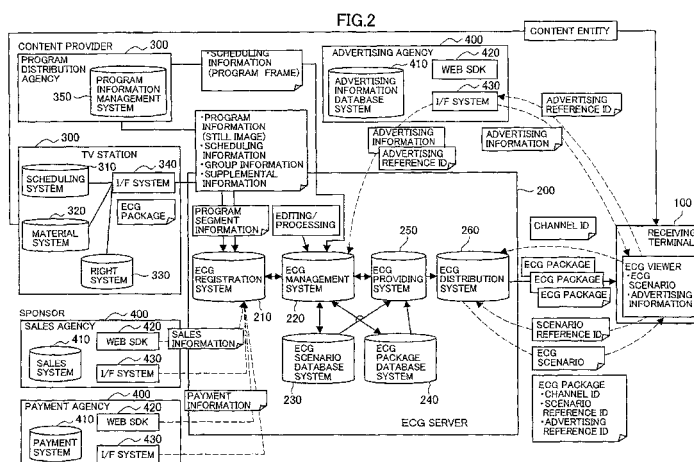 FIG.2
CONTENT PROVIDER
300
PROGRAM
DISTRIBUTION
AGENCY
350
PROGRAM
INFORMATION
MANAGEMENT
SYSTEM
・SCHEDULING
INFORMATION
(PROGRAM FRAME)
400
ADVERTISING AGENCY
410
420
WEB SDK
ADVERTISING
INFORMATION
DATABASE SYSTEM
430
I/F SYSTEM
CONTENT ENTITY
ADVERTISING
REFERENCE ID
ADVERTISING
INFORMATION
ADVERTISING
INFORMATION
ADVERTISING
REFERENCE ID
300
TV STATION
310
340
SCHEDULING
SYSTEM
I/F SYSTEM
320
ECG
PACKAGE
MATERIAL
SYSTEM
RIGHT
SYSTEM
330
・PROGRAM
INFORMATION
(STILL IMAGE)
・SCHEDULING
INFORMATION
・GROUP INFORMATION
・SUPPLEMENTAL
INFORMATION
PROGRAM
SEGMENT
INFORMATION
EDITING/
PROCESSING
200
250
260
CHANNEL ID
100
RECEIVING
TERMINAL
ECG VIEWER
・ECG
SCENARIO
・ADVERTISING
INFORMATION
ECG
REGISTRATION
SYSTEM
210
ECG
MANAGEMENT
SYSTEM
220
ECG
PROVIDING
SYSTEM
ECG
DISTRIBUTION
SYSTEM
ECG PACKAGE
ECG PACKAGE
ECG PACKAGE
SCENARIO
REFERENCE ID
ECG
SCENARIO
SPONSOR
400
SALES AGENCY
420
410
WEB SDK
430
SALES
SYSTEM
I/F SYSTEM
SALES
INFORMATION
ECG
SCENARIO
DATABASE
SYSTEM
230
ECG
PACKAGE
DATABASE
SYSTEM
240
ECG PACKAGE
・CHANNEL ID
・SCENARIO
REFERENCE ID
・ADVERTISING
REFERENCE ID
PAYMENT
INFORMATION
ECG SERVER
400
PAYMENT AGENCY
420
410
WEB SDK
430
PAYMENT
SYSTEM
I/F SYSTEM